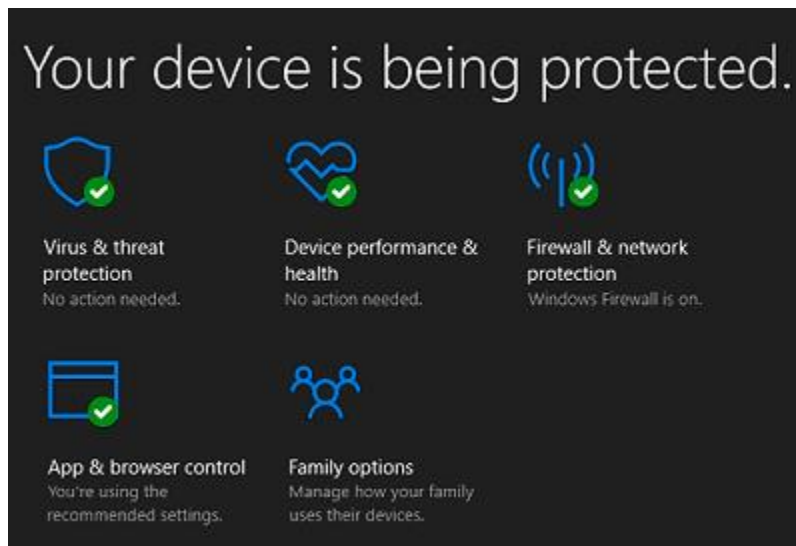 Your device is being protected.
Virus & threat
protection
No action needed.
Device performance &
health
No action needed.
Firewall & network
protection
Windows Firewall is on.
App & browser control
You're using the
recommended settings.
Family options
Manage how your family
uses their devices.